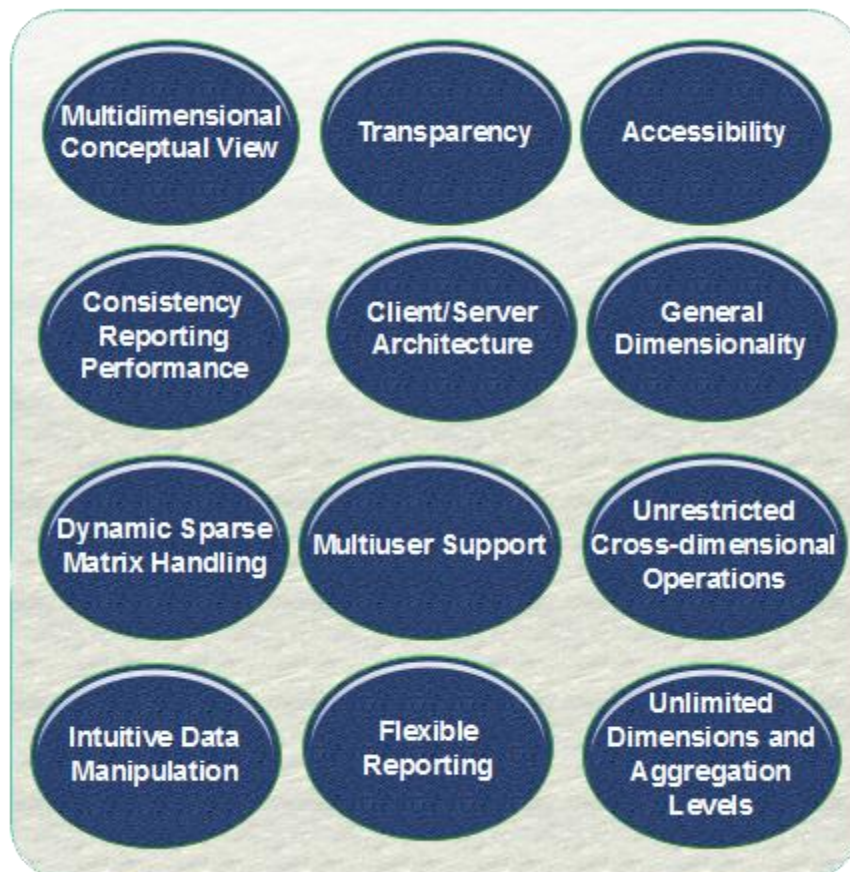 Multidimensional
Conceptual View
Transparency
Accessibility
Consistency
Reporting
Performance
Client/Server
Architecture
General
Dimensionality
Dynamic Sparse
Matrix Handling
Multiuser Support
Unrestricted
Cross-dimensional
Operations
Intuitive Data
Manipulation
Flexible
Reporting
Unlimited
Dimensions and
Aggregation
Levels